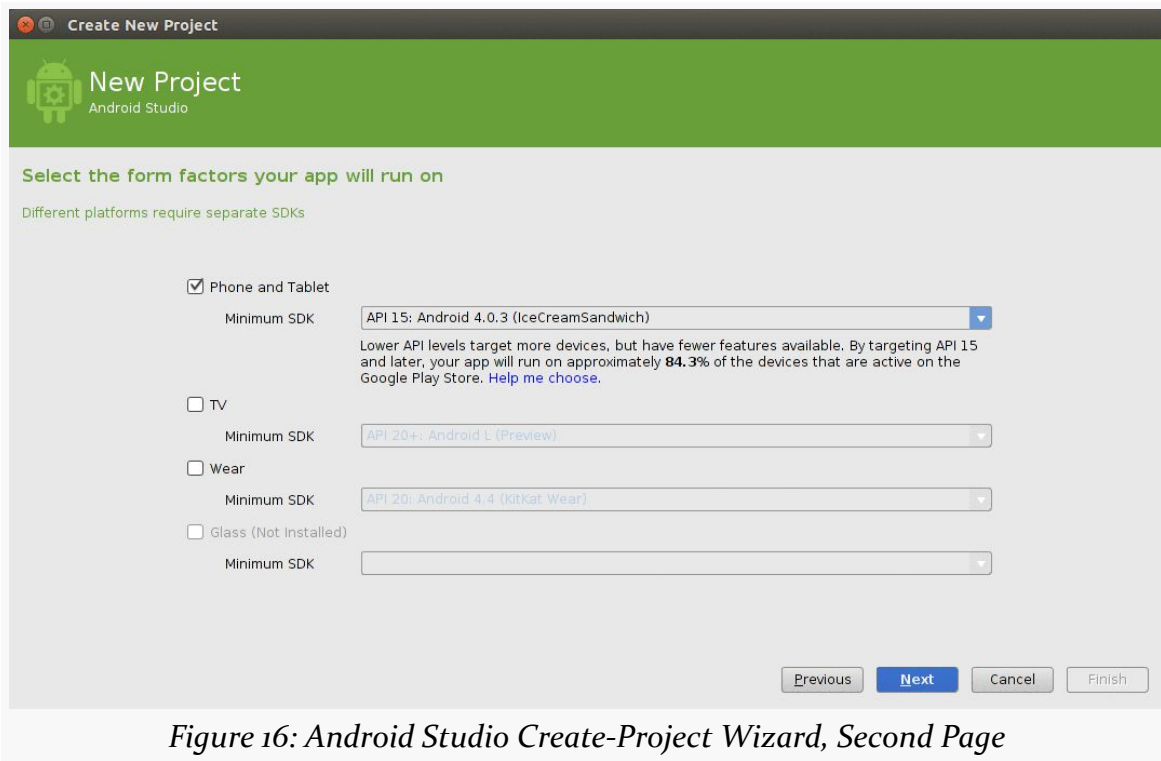 Create New Project
New Project
Android Studio
Select the form factors your app will run on
Different platforms require separate SDKs
Phone and Tablet
Minimum SDK API 15: Android 4.0.3 (IceCreamSandwich)
Lower API levels target more devices, but have fewer features available. By targeting API 15
and later, your app will run on approximately 84.3% of the devices that are active on the
Google Play Store. Help me choose.
TV
Minimum SDK API 20+: Android L (Preview)
Wear
Minimum SDK API 20: Android 4.4 (KitKat Wear)
Glass (Not Installed)
Minimum SDK
Previous Next Cancel Finish
Figure 16: Android Studio Create-Project Wizard, Second Page